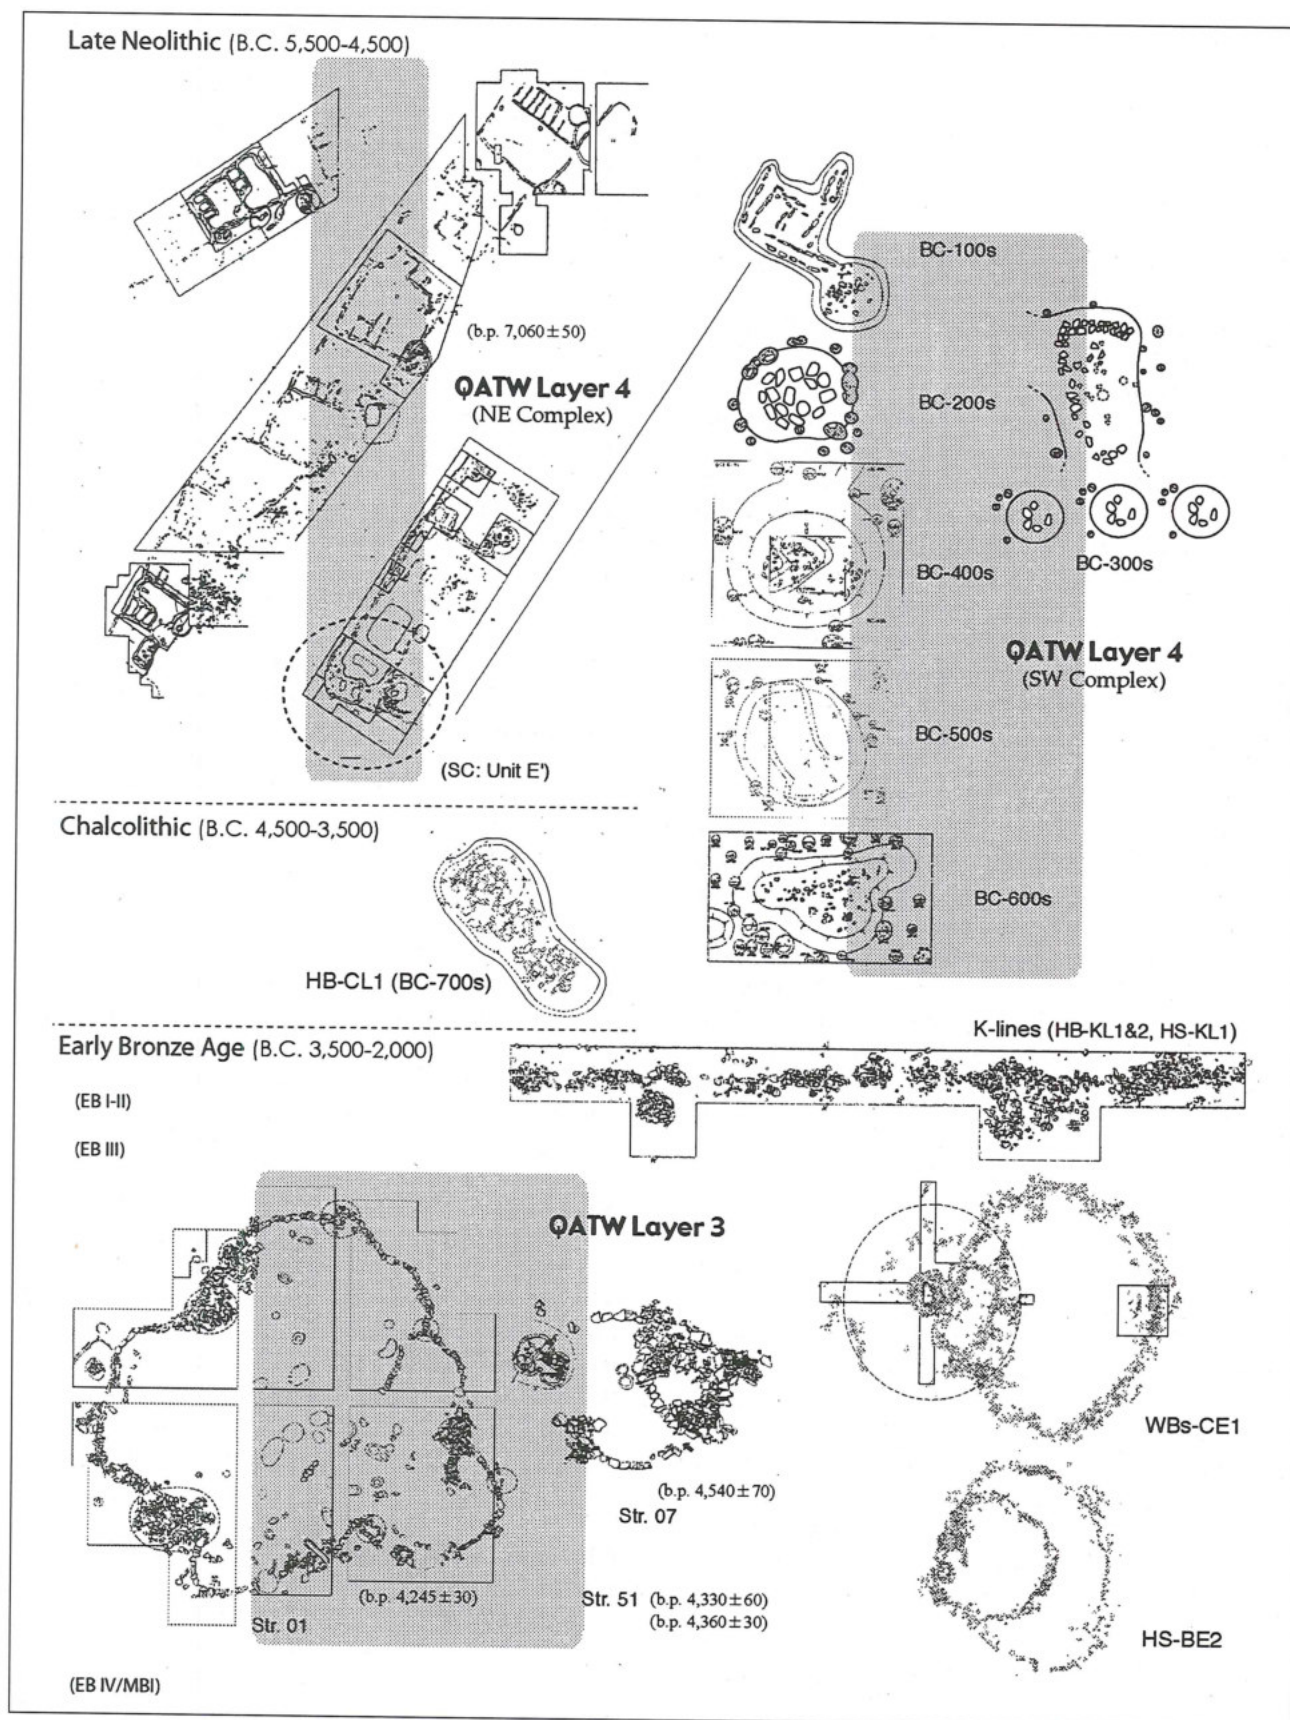 Late Neolithic (B.C. 5,500-4,500)
(b.p. 7,060±50)
QATW Layer 4
(NE Complex)
(SC: Unit E')
BC-100s
BC-200s
BC-300s
BC-400s
QATW Layer 4
(SW Complex)
BC-500s
BC-600s
Chalcolithic (B.C. 4,500-3,500)
HB-CL1 (BC-700s)
Early Bronze Age (B.C. 3,500-2,000)
K-lines (HB-KL1&2, HS-KL1)
(EB I-II)
(EB III)
QATW Layer 3
WBs-CE1
(b.p. 4,540±70)
Str. 07
(b.p. 4,245±30)
Str. 01
Str. 51 (b.p. 4,330±60)
(b.p. 4,360±30)
HS-BE2
(EB IV/MBI)